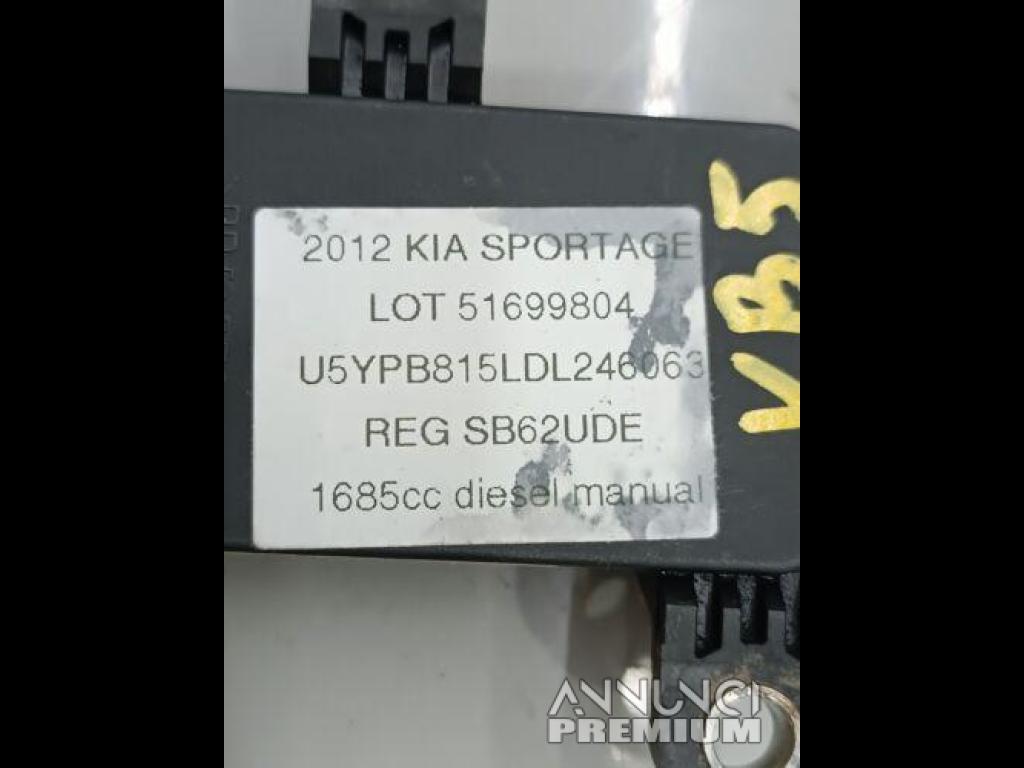 2012 KIA SPORTAGE
LOT 51699804
U5YPB815LDL246063
REG SB62UDE
1685cc diesel manual
KB5
ANNUNCI
PREMIUM